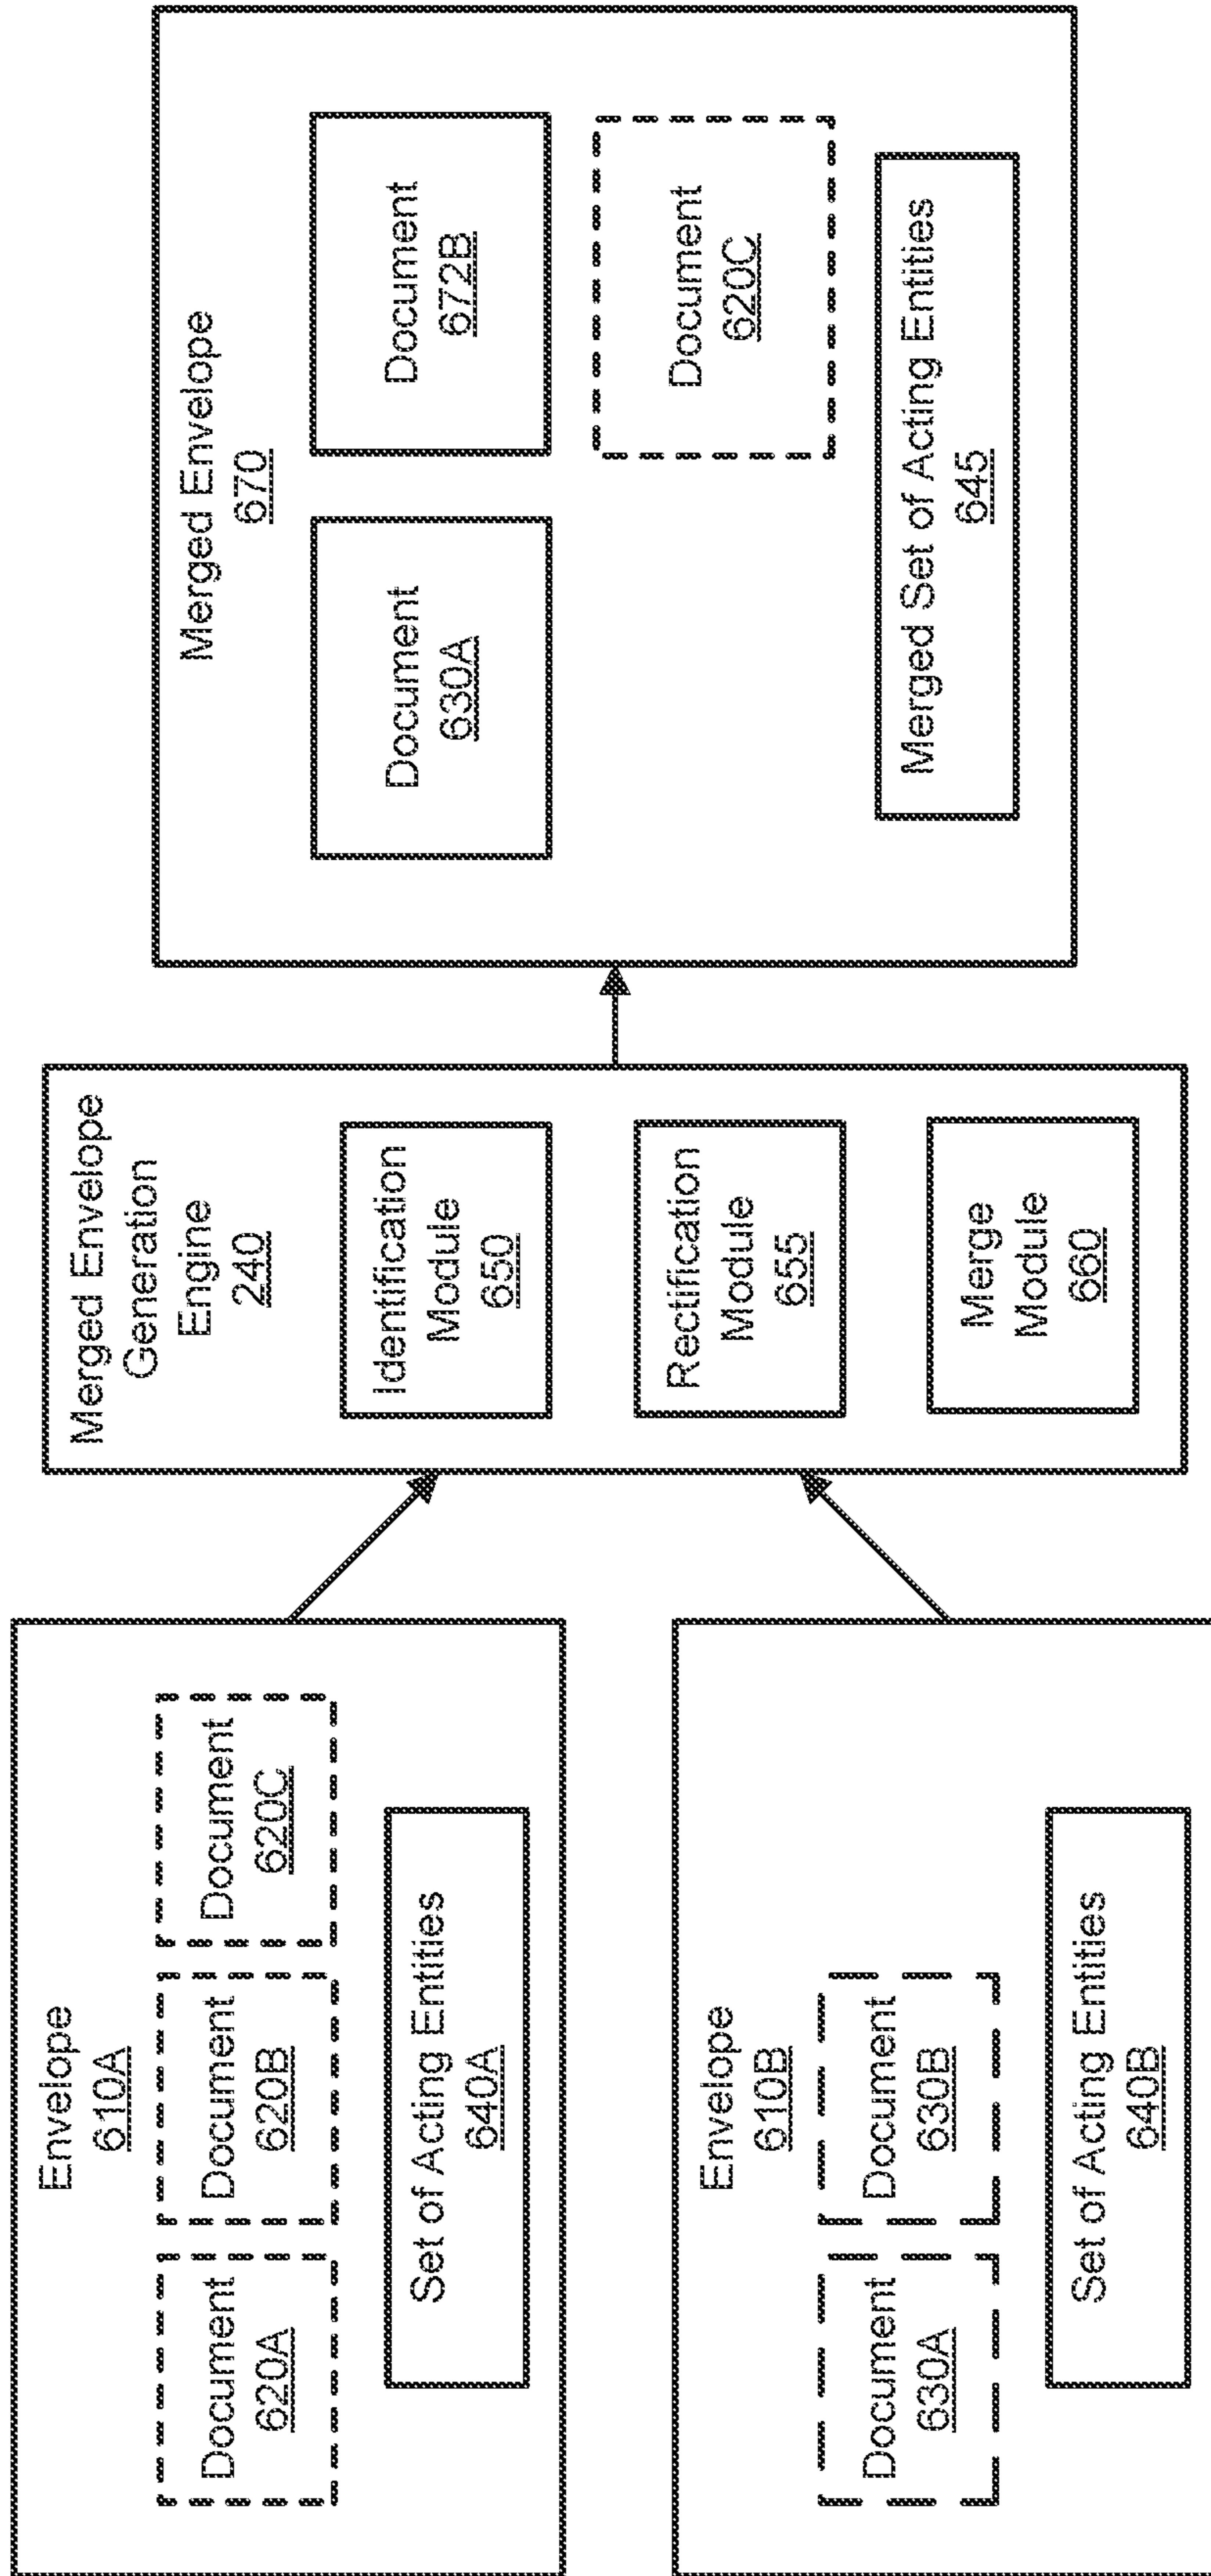 Envelope
610A
Document
620A
Document
620B
Document
620C
Set of Acting Entities
640A
Envelope
610B
Document
630A
Document
630B
Set of Acting Entities
640B
Merged Envelope
Generation
Engine
240
Identification
Module
650
Rectification
Module
655
Merge
Module
660
Merged Envelope
670
Document
630A
Document
672B
Document
620C
Merged Set of Acting Entities
645